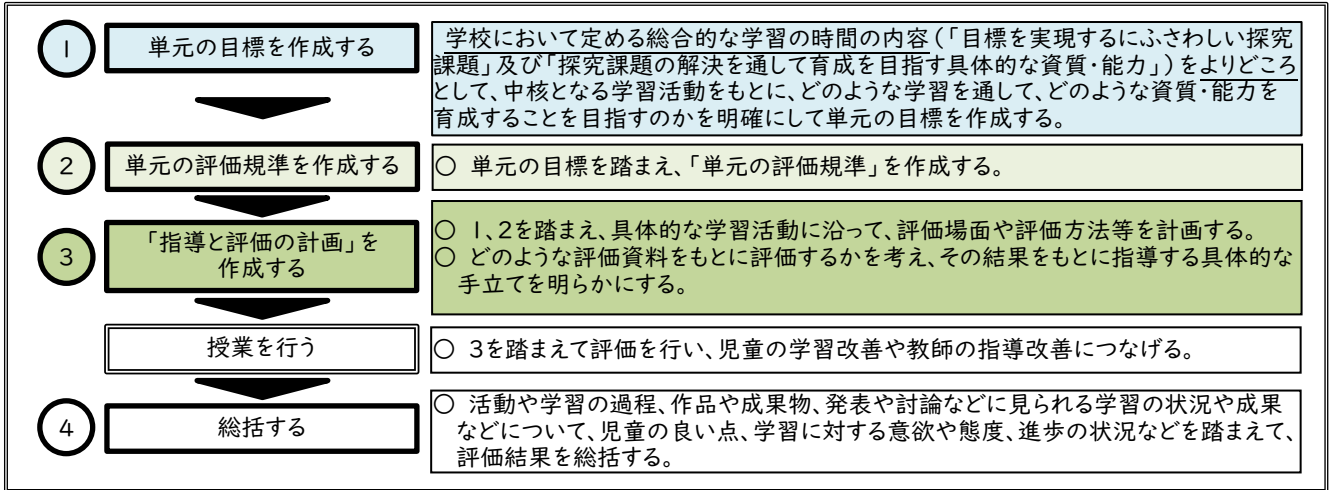 1
単元の目標を作成する
学校において定める総合的な学習の時間の内容(「目標を実現するにふさわしい探究
課題」及び「探究課題の解決を通して育成を目指す具体的な資質・能力」)をよりどころ
として、中核となる学習活動をもとに、どのような学習を通して、どのような資質・能力を
育成することを目指すのかを明確にして単元の目標を作成する。
2
単元の評価規準を作成する
○ 単元の目標を踏まえ、「単元の評価規準」を作成する。
3
「指導と評価の計画」を
作成する
○ 1、2を踏まえ、具体的な学習活動に沿って、評価場面や評価方法等を計画する。
○ どのような評価資料をもとに評価するかを考え、その結果をもとに指導する具体的な
手立てを明らかにする。
授業を行う
○ 3を踏まえて評価を行い、児童の学習改善や教師の指導改善につなげる。
4
総括する
○ 活動や学習の過程、作品や成果物、発表や討論などに見られる学習の状況や成果
などについて、児童の良い点、学習に対する意欲や態度、進歩の状況などを踏まえて、
評価結果を総括する。